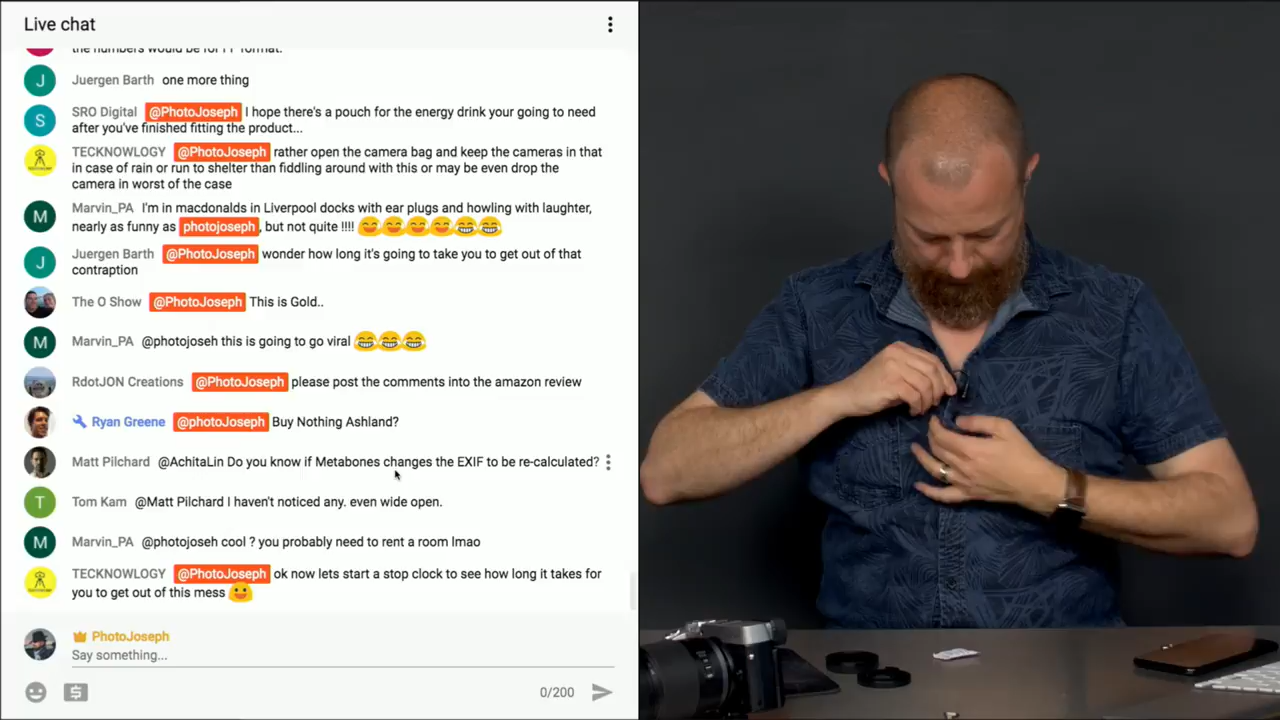 Live chat
the numbers would be for FF format.
Juergen Barth one more thing
SRO Digital @PhotoJoseph I hope there's a pouch for the energy drink your going to need
after you've finished fitting the product...
TECKNOWLOGY @PhotoJoseph rather open the camera bag and keep the cameras in that
in case of rain or run to shelter than fiddling around with this or may be even drop the
camera in worst of the case
Marvin_PA I'm in macdonalds in Liverpool docks with ear plugs and howling with laughter,
nearly as funny as photojoseph, but not quite !!!! 😅😅😅😅😂😂
Juergen Barth @PhotoJoseph wonder how long it's going to take you to get out of that
contraption
The O Show @PhotoJoseph This is Gold..
Marvin_PA @photojoseh this is going to go viral 😂😂😂
RdotJON Creations @PhotoJoseph please post the comments into the amazon review
Ryan Greene @photoJoseph Buy Nothing Ashland?
Matt Pilchard @AchitaLin Do you know if Metabones changes the EXIF to be re-calculated?
Tom Kam @Matt Pilchard I haven't noticed any. even wide open.
Marvin_PA @photojoseh cool ? you probably need to rent a room lmao
TECKNOWLOGY @PhotoJoseph ok now lets start a stop clock to see how long it takes for
you to get out of this mess 😀
PhotoJoseph
Say something...
0/200